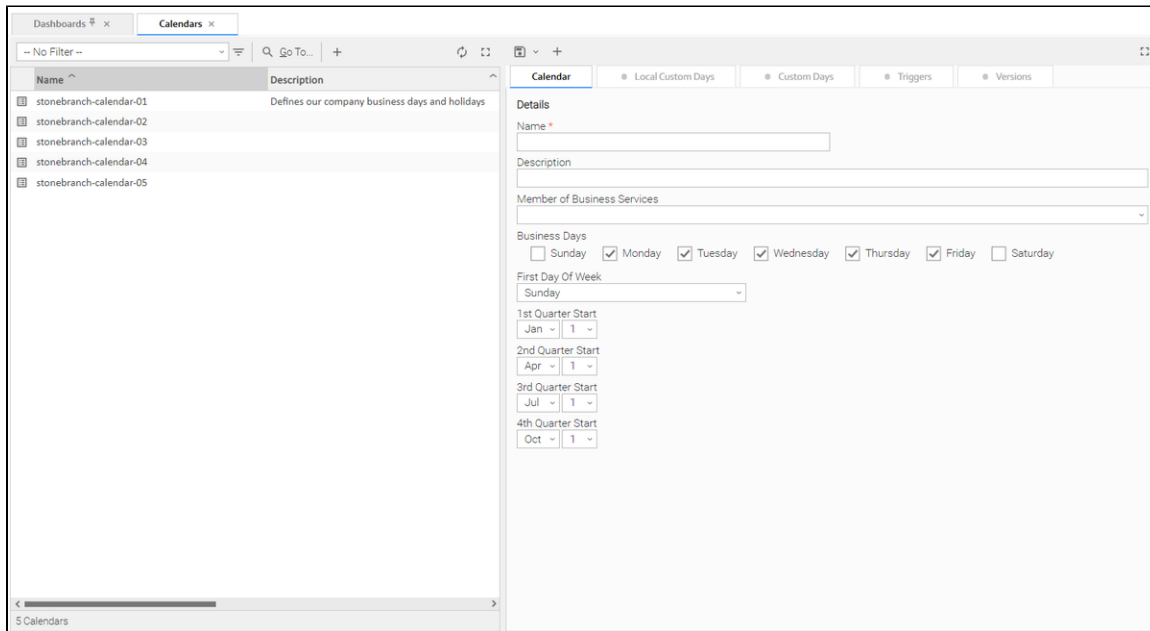 Dashboards
Calendars
-- No Filter --
Go To...
Name
Description
stonebranch-calendar-01
Defines our company business days and holidays
stonebranch-calendar-02
stonebranch-calendar-03
stonebranch-calendar-04
stonebranch-calendar-05
5 Calendars
Calendar
Local Custom Days
Custom Days
Triggers
Versions
Details
Name *
Description
Member of Business Services
Business Days
Sunday Monday Tuesday Wednesday Thursday Friday Saturday
First Day Of Week
Sunday
1st Quarter Start
Jan 1
2nd Quarter Start
Apr 1
3rd Quarter Start
Jul 1
4th Quarter Start
Oct 1